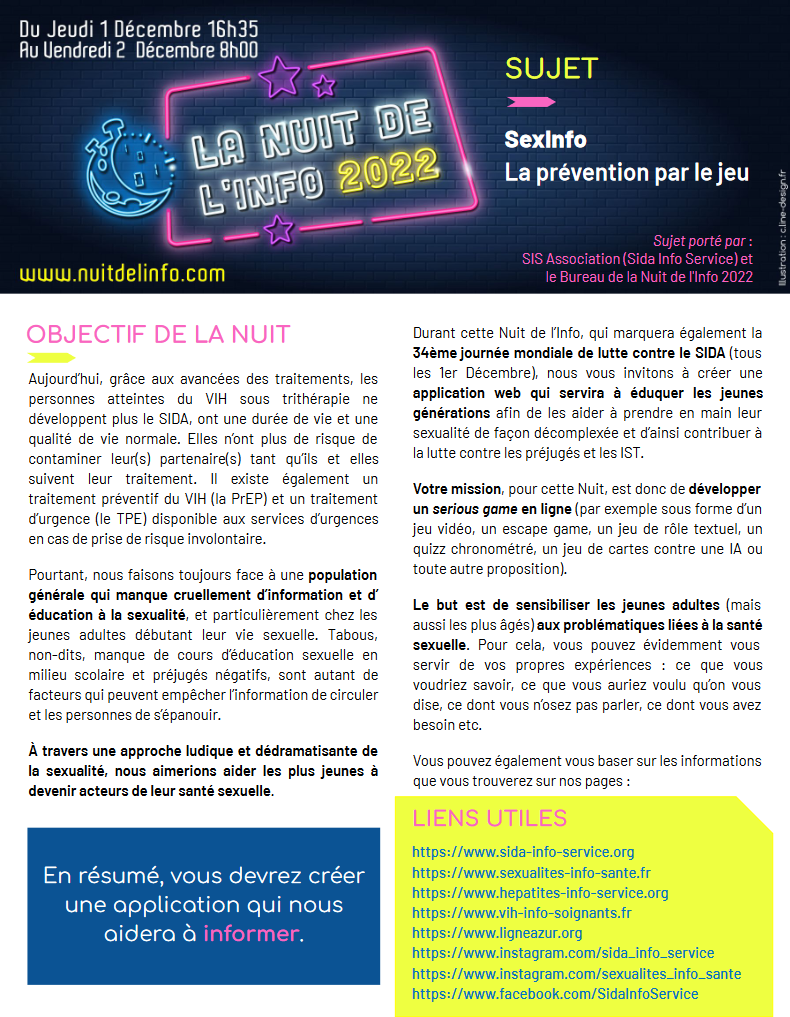 Du Jeudi 1 Décembre 16h35
Au Vendredi 2 Décembre 8h00
LA NUIT DE
L'INFO 2022
www.nuitdelinfo.com
SUJET
SexInfo
La prévention par le jeu
Sujet porté par :
SIS Association (Sida Info Service) et
le Bureau de la Nuit de l'Info 2022
Illustration : c.line-design.fr
OBJECTIF DE LA NUIT
Aujourd’hui, grâce aux avancées des traitements, les
personnes atteintes du VIH sous trithérapie ne
développent plus le SIDA, ont une durée de vie et une
qualité de vie normale. Elles n’ont plus de risque de
contaminer leur(s) partenaire(s) tant qu’ils et elles
suivent leur traitement. Il existe également un
traitement préventif du VIH (la PrEP) et un traitement
d’urgence (le TPE) disponible aux services d’urgences
en cas de prise de risque involontaire.
Pourtant, nous faisons toujours face à une population
générale qui manque cruellement d’information et d’
éducation à la sexualité, et particulièrement chez les
jeunes adultes débutant leur vie sexuelle. Tabous,
non-dits, manque de cours d’éducation sexuelle en
milieu scolaire et préjugés négatifs, sont autant de
facteurs qui peuvent empêcher l’information de circuler
et les personnes de s’épanouir.
À travers une approche ludique et dédramatisante de
la sexualité, nous aimerions aider les plus jeunes à
devenir acteurs de leur santé sexuelle.
En résumé, vous devrez créer
une application qui nous
aidera à informer.
Durant cette Nuit de l’Info, qui marquera également la
34ème journée mondiale de lutte contre le SIDA (tous
les 1er Décembre), nous vous invitons à créer une
application web qui servira à éduquer les jeunes
générations afin de les aider à prendre en main leur
sexualité de façon décomplexée et d’ainsi contribuer à
la lutte contre les préjugés et les IST.
Votre mission, pour cette Nuit, est donc de développer
un serious game en ligne (par exemple sous forme d’un
jeu vidéo, un escape game, un jeu de rôle textuel, un
quizz chronométré, un jeu de cartes contre une IA ou
toute autre proposition).
Le but est de sensibiliser les jeunes adultes (mais
aussi les plus âgés) aux problématiques liées à la santé
sexuelle. Pour cela, vous pouvez évidemment vous
servir de vos propres expériences : ce que vous
voudriez savoir, ce que vous auriez voulu qu’on vous
dise, ce dont vous n’osez pas parler, ce dont vous avez
besoin etc.
Vous pouvez également vous baser sur les informations
que vous trouverez sur nos pages :
LIENS UTILES
https://www.sida-info-service.org
https://www.sexualites-info-sante.fr
https://www.hepatites-info-service.org
https://www.vih-info-soignants.fr
https://www.ligneazur.org
https://www.instagram.com/sida_info_service
https://www.instagram.com/sexualites_info_sante
https://www.facebook.com/SidaInfoService